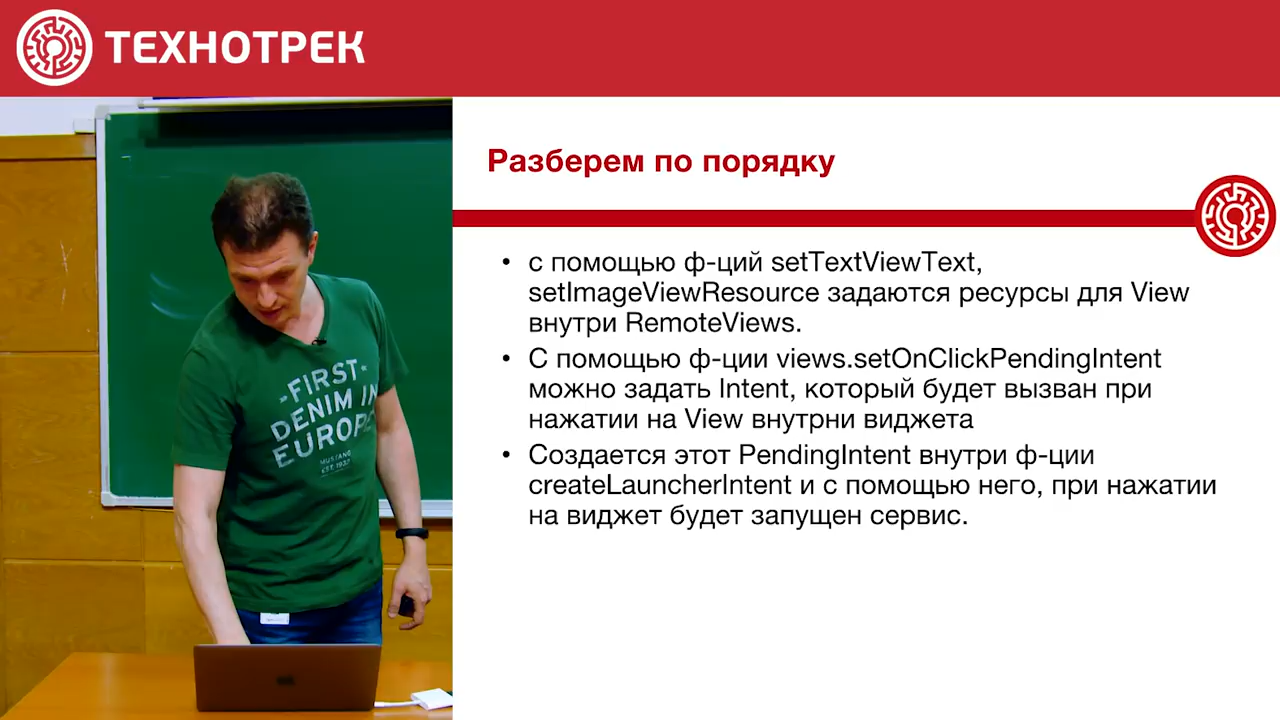 ТЕХНОТРЕК
Разберем по порядку
• с помощью ф-ций setTextViewText,
setImageViewResource задаются ресурсы для View
внутри RemoteViews.
• С помощью ф-ции views.setOnClickPendingIntent
можно задать Intent, который будет вызван при
нажатии на View внутрни виджета
• Создается этот PendingIntent внутри ф-ции
createLauncherIntent и с помощью него, при нажатии
на виджет будет запущен сервис.
FIRST
DENIM IN
EUROPE
MUSTANG
EST. 1932